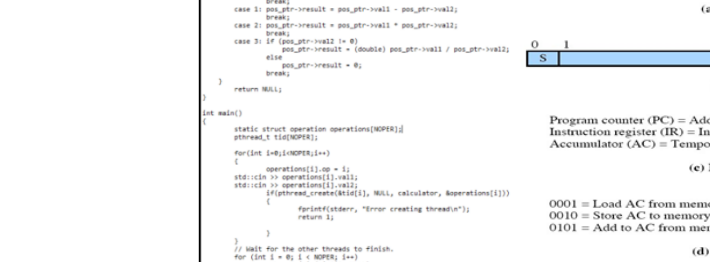 break;
case 1: pos_ptr->result = pos_ptr->val1 - pos_ptr->val2;
break;
case 2: pos_ptr->result = pos_ptr->val1 * pos_ptr->val2;
break;
case 3: if (pos_ptr->val2 != 0)
pos_ptr->result = (double) pos_ptr->val1 / pos_ptr->val2;
else
pos_ptr->result = 0;
break;
}
return NULL;
}
int main()
{
static struct operation operations[NOPER];
pthread_t tid[NOPER];
for(int i=0;i<NOPER;i++)
{
operations[i].op = i;
std::cin >> operations[i].val1;
std::cin >> operations[i].val2;
if(pthread_create(&tid[i], NULL, calculator, &operations[i]))
{
fprintf(stderr, "Error creating thread\n");
return 1;
}
}
// Wait for the other threads to finish.
for (int i = 0; i < NOPER; i++)
0 1
S
Program counter (PC) = Add
Instruction register (IR) = In
Accumulator (AC) = Tempo
(c)
0001 = Load AC from mem
0010 = Store AC to memory
0101 = Add to AC from mem
(d)